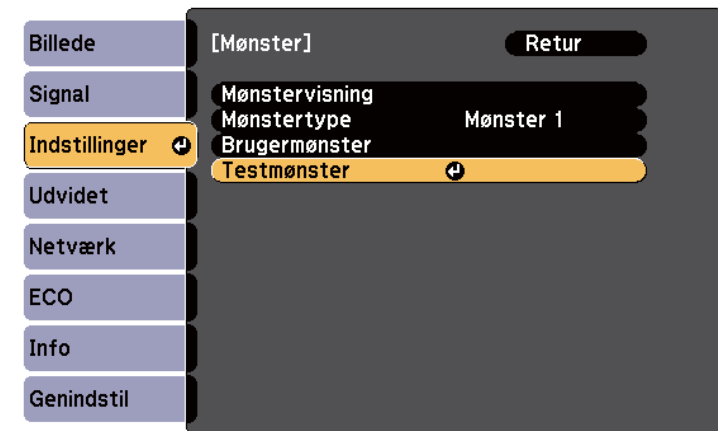 Billede
Signal
Indstillinger
Udvidet
Netværk
ECO
Info
Genindstil
[Mønster] Retur
Mønstervisning
Mønstertype Mønster 1
Brugermønster
Testmønster